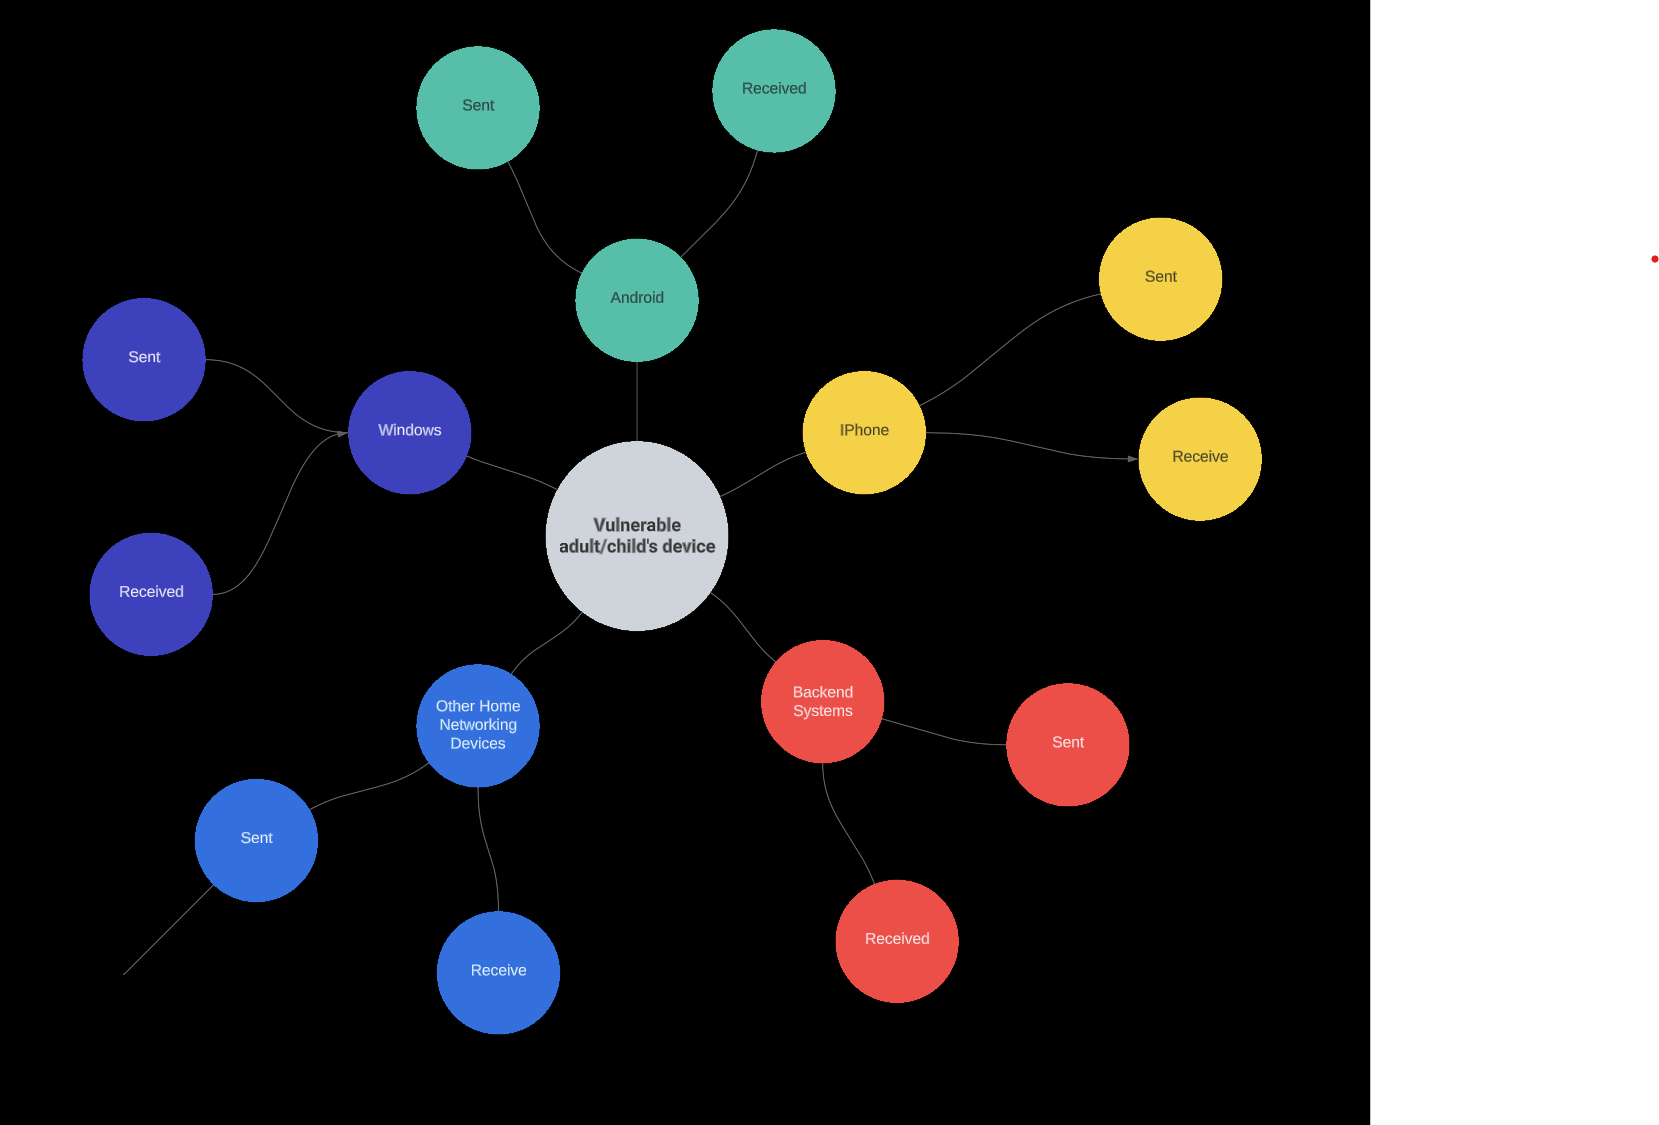 Received
Sent
Sent
Android
Sent
Windows
IPhone
Receive
Vulnerable
adult/child's device
Received
Backend
Systems
Other Home
Networking
Devices
Sent
Sent
Received
Receive